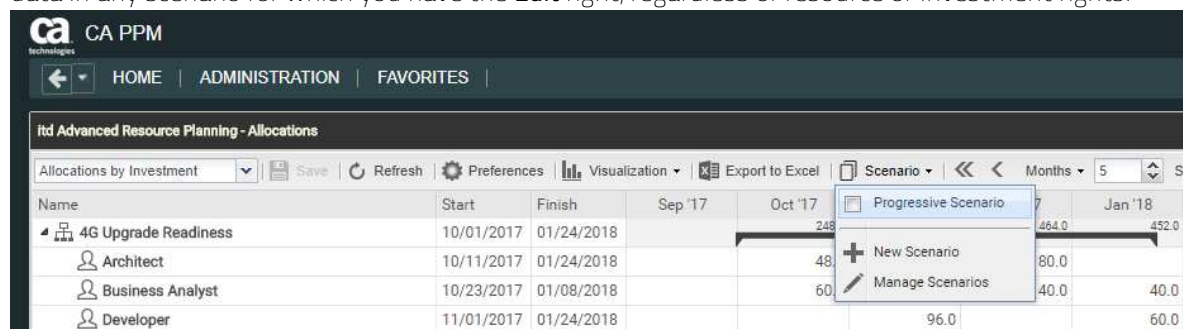 data in any scenario for which you have the Edit right, regardless of resource or investment rights.
ca CA PPM
technologies
HOME | ADMINISTRATION | FAVORITES |
itd Advanced Resource Planning - Allocations
Allocations by Investment Save Refresh Preferences Visualization Export to Excel Scenario Months 5 S
Name Start Finish Sep '17 Oct '17 7 Jan '18
4G Upgrade Readiness 10/01/2017 01/24/2018 248 464.0 452.0
Architect 10/11/2017 01/24/2018 48. 80.0
Business Analyst 10/23/2017 01/08/2018 60. 40.0 40.0
Developer 11/01/2017 01/24/2018 96.0 60.0
Progressive Scenario
New Scenario
Manage Scenarios